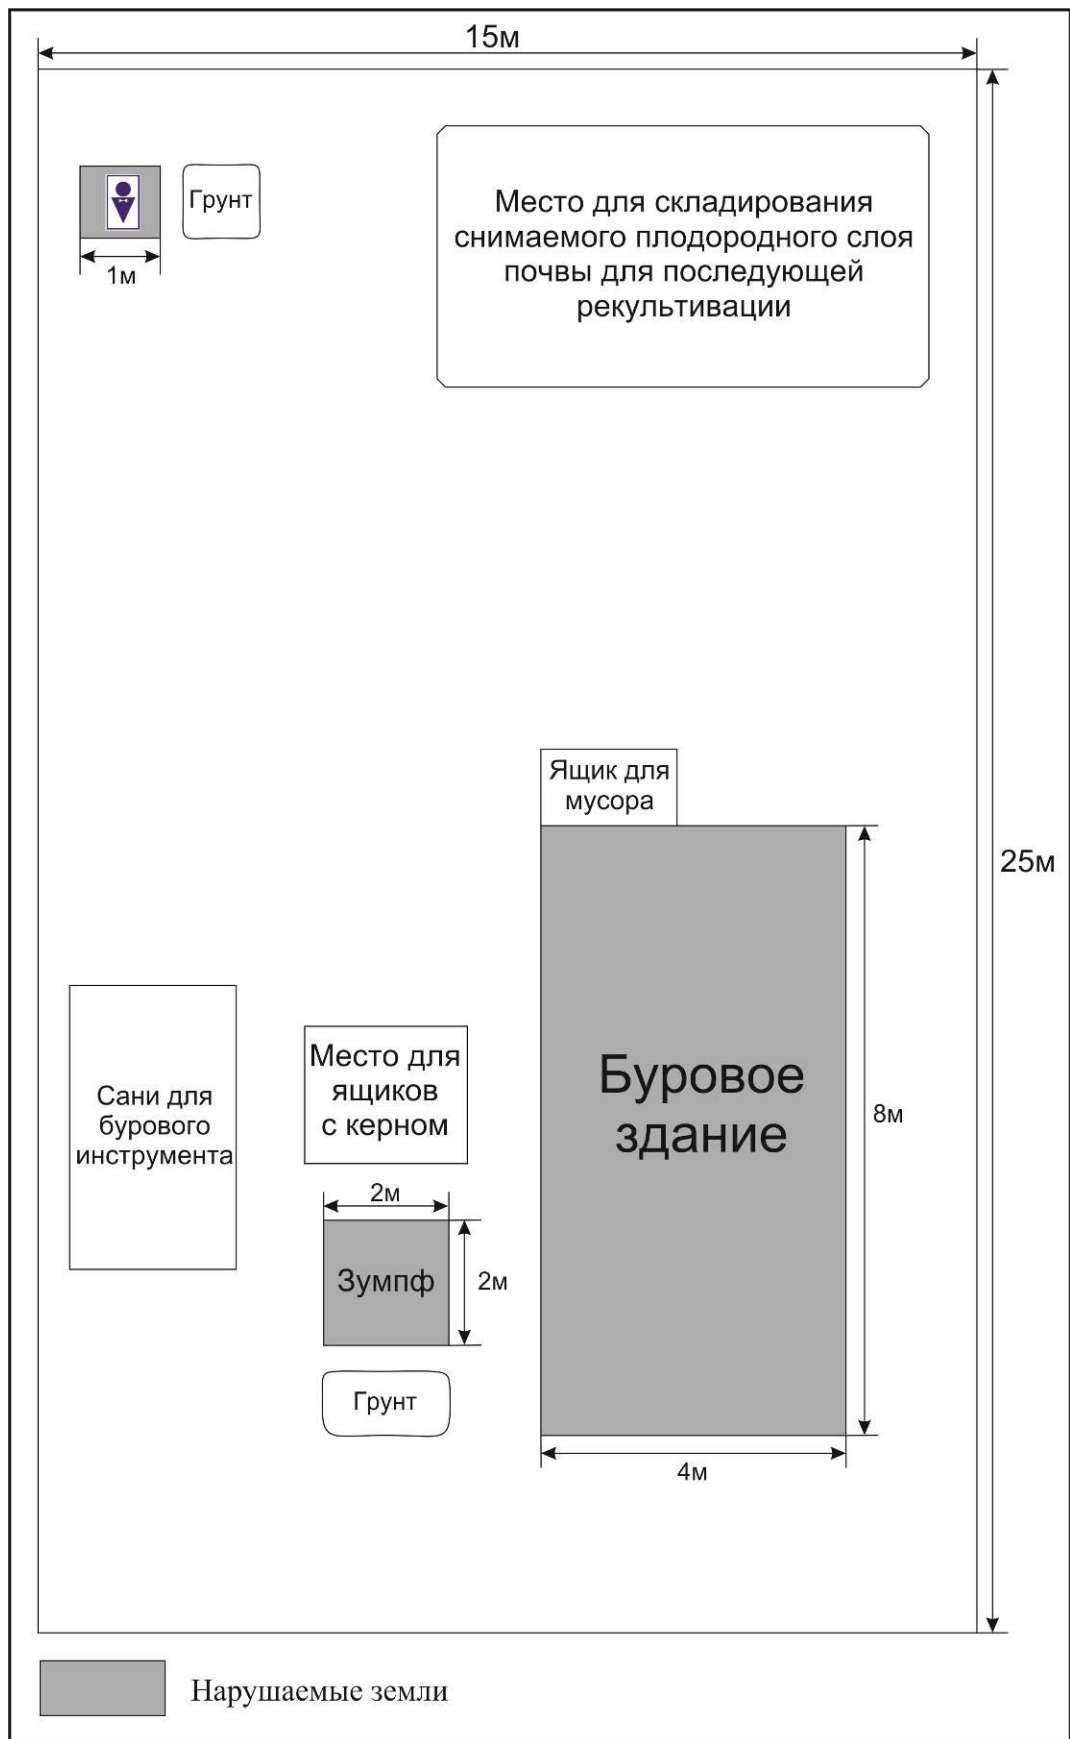 15м
Грунт
1м
Место для складирования
снимаемого плодородного слоя
почвы для последующей
рекультивации
Ящик для
мусора
25м
Буровое
здание
8м
4м
Сани для
бурового
инструмента
Место для
ящиков
с керном
2м
Зумпф
2м
Грунт
Нарушаемые земли